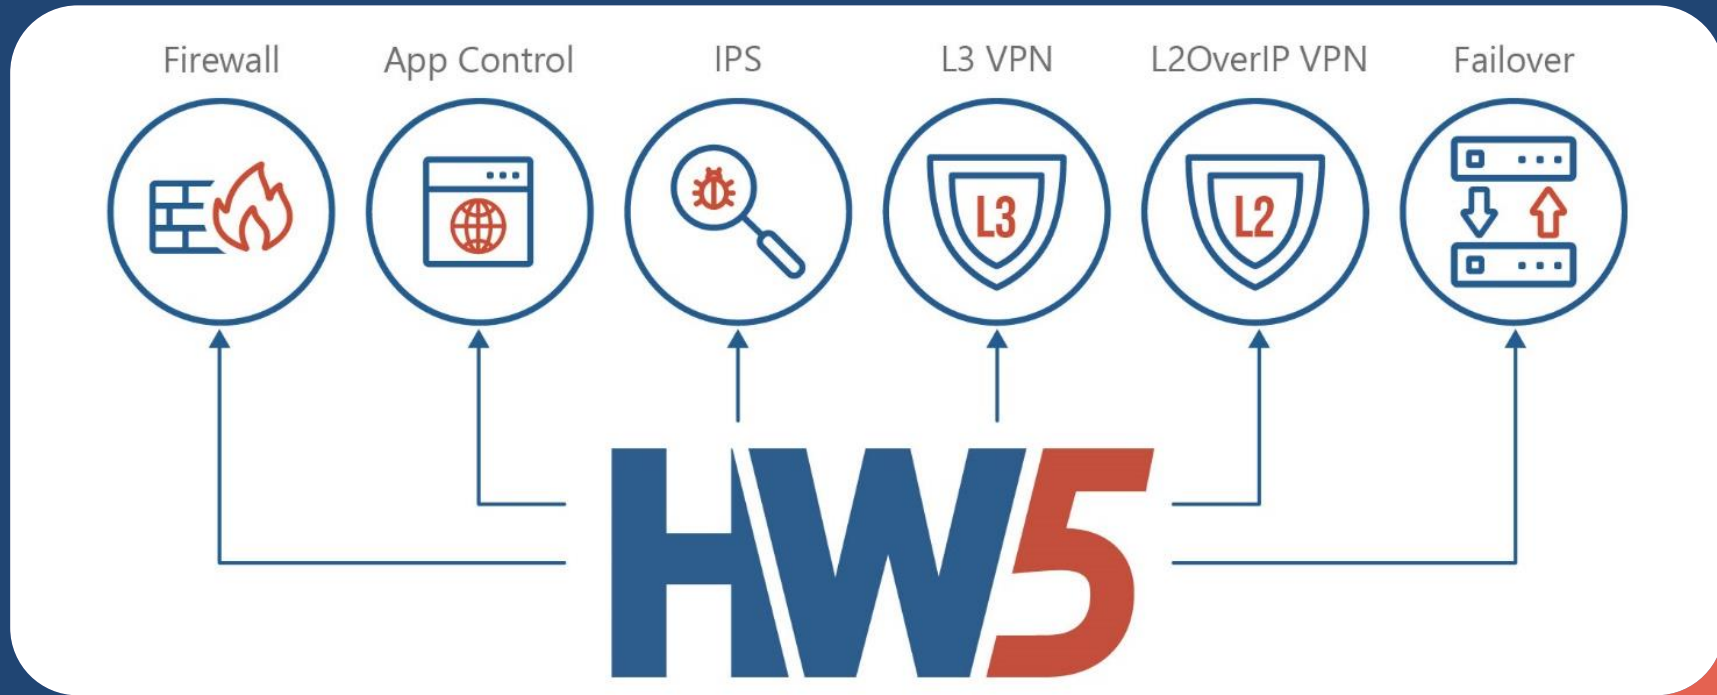 Firewall
App Control
IPS
L3 VPN
L2OverIP VPN
Failover
L3
L2
HW5